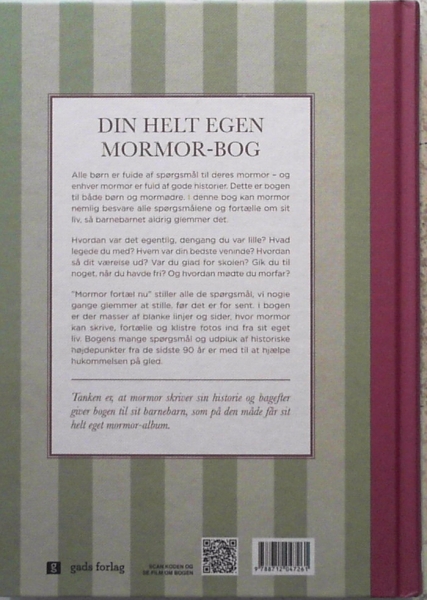 DIN HELT EGEN
MORMOR-BOG
Alle børn er fulde af spørgsmål til deres mormor – og
enhver mormor er fuld af gode historier. Dette er bogen
til både børn og mormødre. I denne bog kan mormor
nemlig besvare alle spørgsmålene og fortælle om sit
liv, så barnebarnet aldrig glemmer det.
Hvordan var det egentlig, dengang du var lille? Hvad
legede du med? Hvem var din bedste veninde? Hvordan
så dit værelse ud? Var du glad for skolen? Gik du til
noget, når du havde fri? Og hvordan mødte du morfar?
"Mormor fortæl nu" stiller alle de spørgsmål, vi nogle
gange glemmer at stille, før det er for sent. I bogen
er der masser af blanke linjer og sider, hvor mormor
kan skrive, fortælle og klistre fotos ind fra sit eget
liv. Bogens mange spørgsmål og udpluk af historiske
højdepunkter fra de sidste 90 år er med til at hjælpe
hukommelsen på gled.
Tanken er, at mormor skriver sin historie og bagefter
giver bogen til sit barnebarn, som på den måde får sit
helt eget mormor-album.
g gads forlag
SCAN KODEN OG
SE FILM OM BOGEN
9 788712 047261